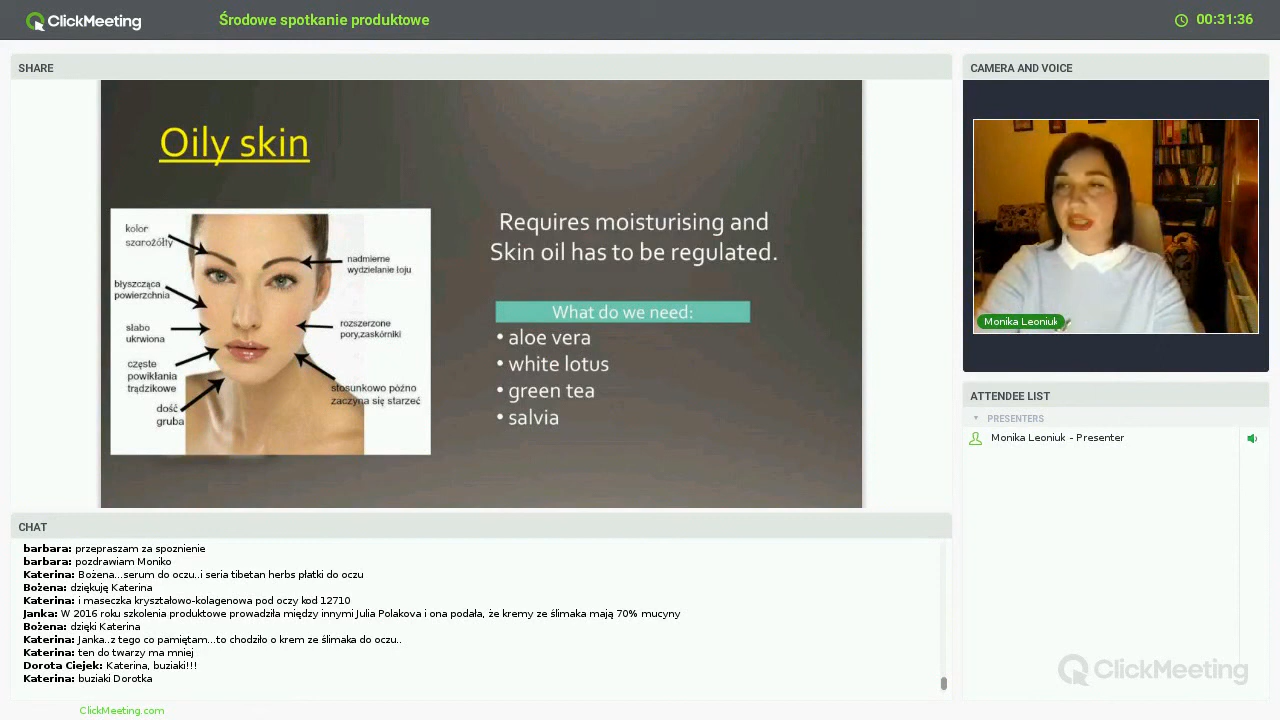 ClickMeeting
Środowe spotkanie produktowe
00:31:36
SHARE
Oily skin
kolor
szarożółty
błyszcząca
powierzchnia
słabo
ukrwiona
częste
powikłania
trądzikowe
dość
gruba
nadmierne
wydzielanie łoju
rozszerzone
pory,zaskórniki
stosunkowo późno
zaczyna się starzeć
Requires moisturising and
Skin oil has to be regulated.
What do we need:
• aloe vera
• white lotus
• green tea
• salvia
CAMERA AND VOICE
Monika Leoniuk
ATTENDEE LIST
PRESENTERS
Monika Leoniuk - Presenter
CHAT
barbara: przepraszam za spoznienie
barbara: pozdrawiam Moniko
Katerina: Bożena...serum do oczu..i seria tibetan herbs płatki do oczu
Bożena: dziękuję Katerina
Katerina: i maseczka kryształowo-kolagenowa pod oczy kod 12710
Janka: W 2016 roku szkolenia produktowe prowadziła między innymi Julia Polakova i ona podała, że kremy ze ślimaka mają 70% mucyny
Bożena: dzięki Katerina
Katerina: Janka..z tego co pamiętam...to chodziło o krem ze ślimaka do oczu..
Katerina: ten do twarzy ma mniej
Dorota Ciejek: Katerina, buziaki!!!
Katerina: buziaki Dorotka
ClickMeeting
ClickMeeting.com